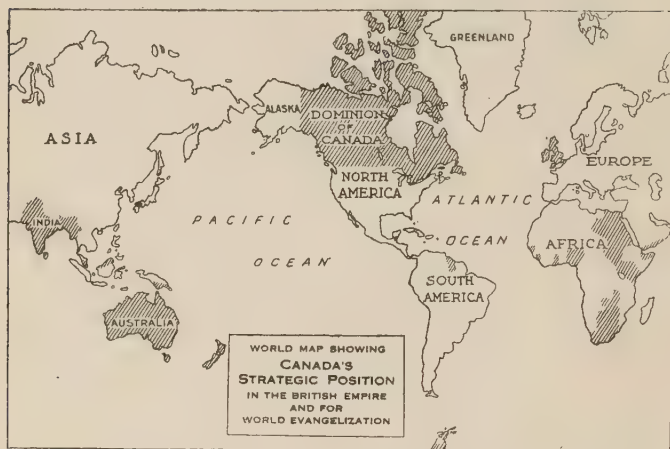 GREENLAND
ALASKA
DOMINION
OF
CANADA
ASIA
EUROPE
NORTH
AMERICA
ATLANTIC
OCEAN
INDIA
PACIFIC
OCEAN
AFRICA
SOUTH
AMERICA
AUSTRALIA
WORLD MAP SHOWING
CANADA'S
STRATEGIC POSITION
IN THE BRITISH EMPIRE
AND FOR
WORLD EVANGELIZATION